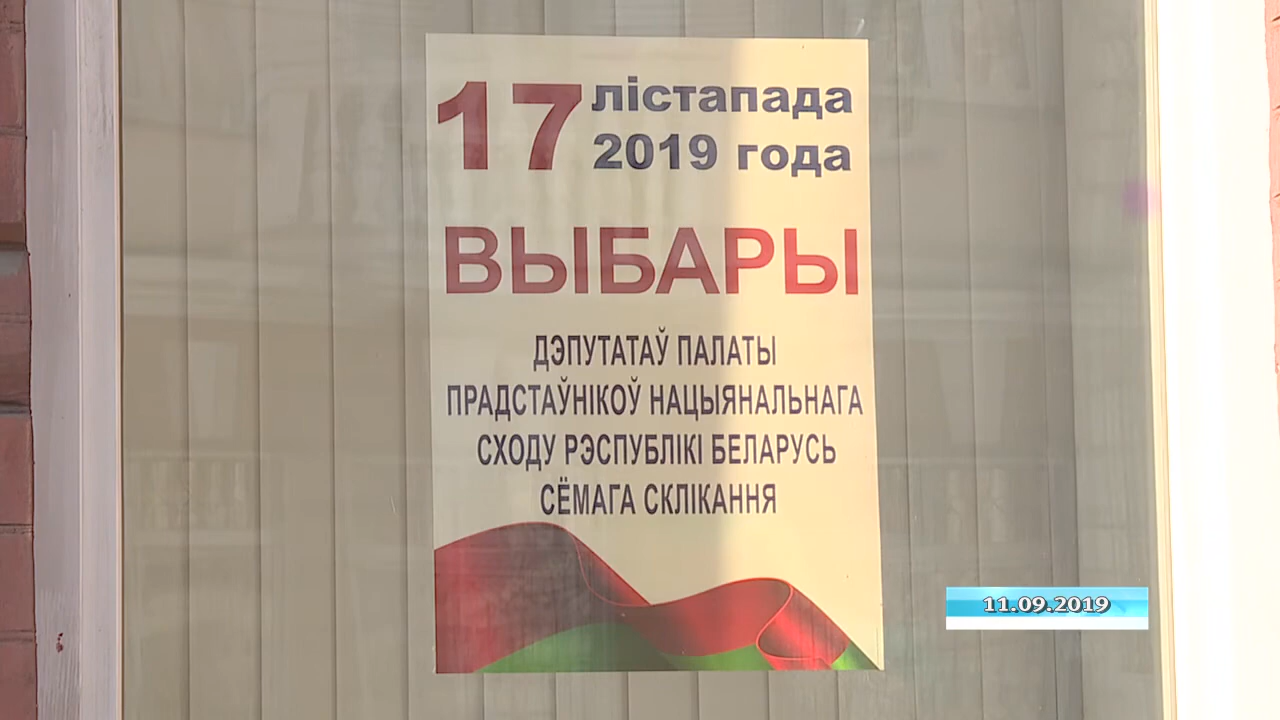 17 лістапада
2019 года
ВЫБАРЫ
ДЭПУТАТАЎ ПАЛАТЫ
ПРАДСТАЎНІКОЎ НАЦЫЯНАЛЬНАГА
СХОДУ РЭСПУБЛІКІ БЕЛАРУСЬ
СЁМАГА СКЛІКАННЯ
11.09.2019